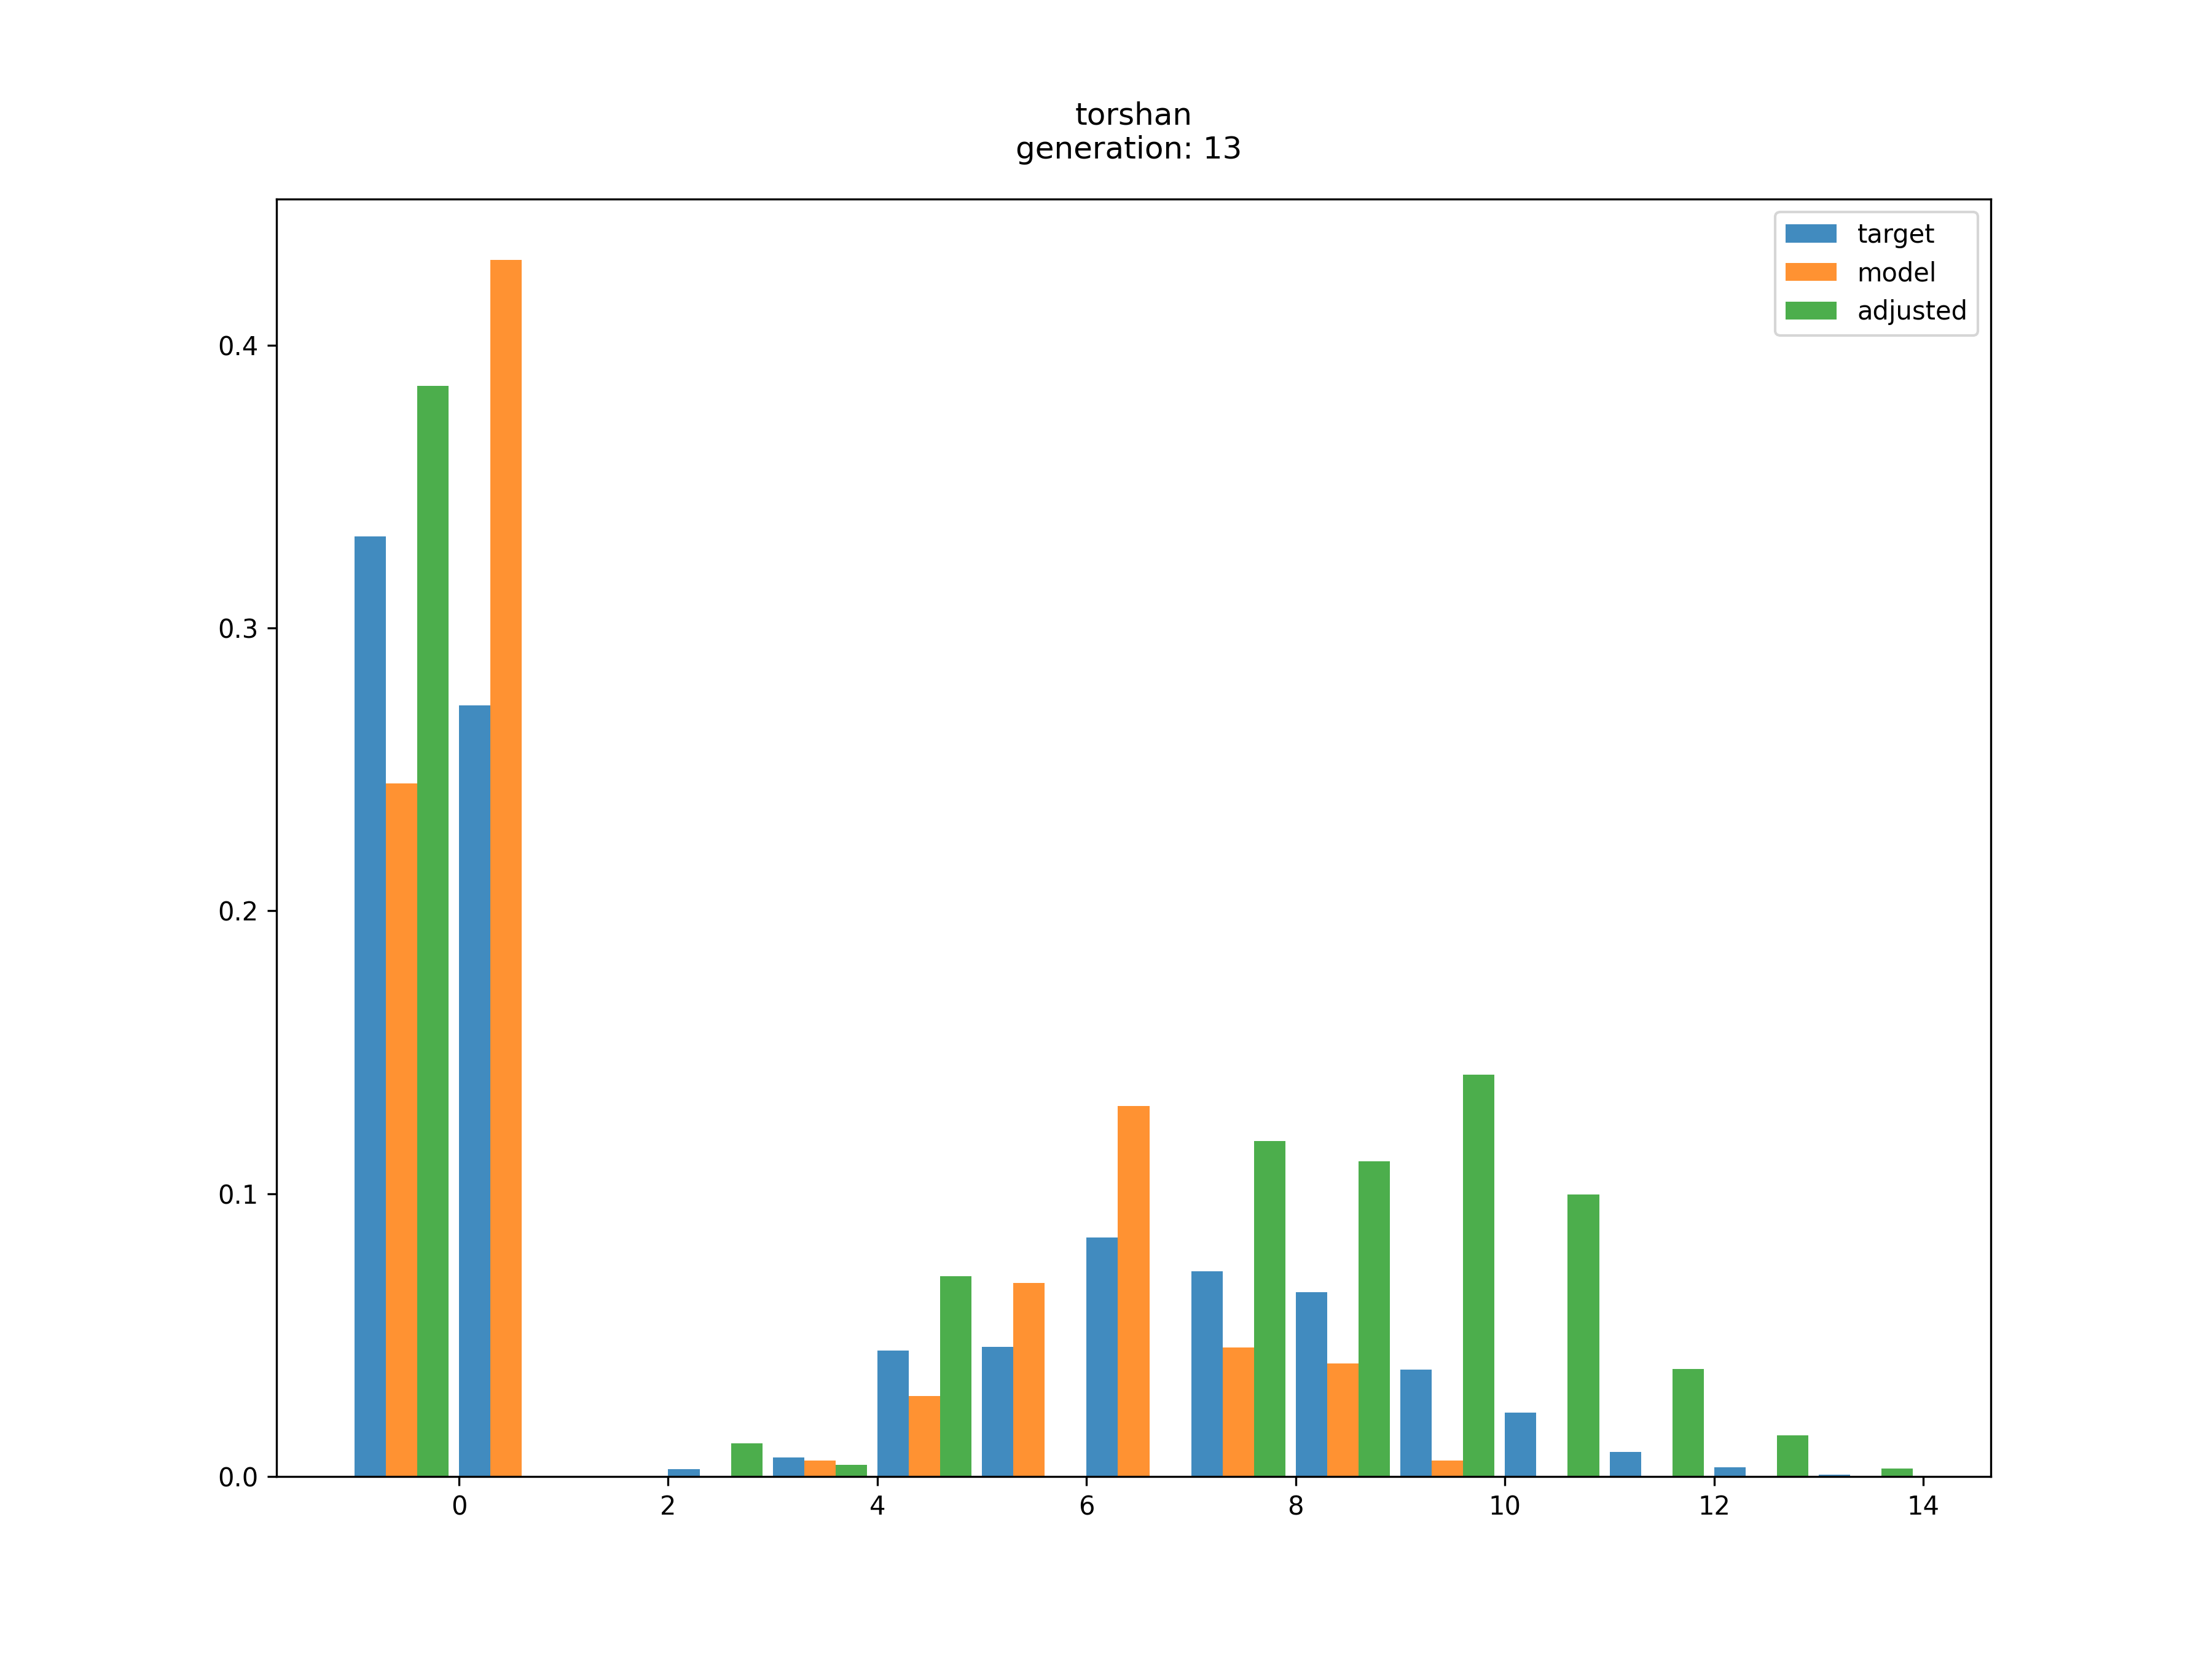 torshan
generation: 13
target
model
adjusted
0.4
0.3
0.2
0.1
0.0
0 2 4 6 8 10 12 14